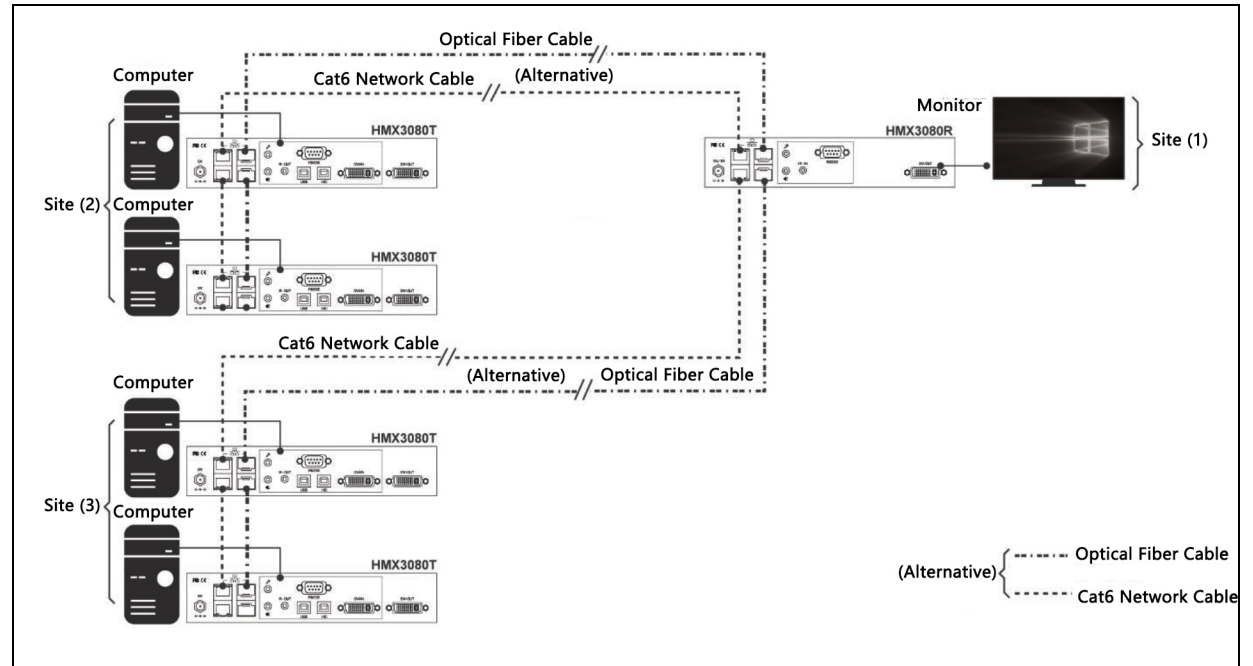 Optical Fiber Cable
(Alternative)
Cat6 Network Cable
Computer
HMX3080T
Site (2)
Computer
HMX3080T
Monitor
HMX3080R
Site (1)
Cat6 Network Cable
(Alternative)
Optical Fiber Cable
Computer
HMX3080T
Site (3)
Computer
HMX3080T
(Alternative)
Optical Fiber Cable
Cat6 Network Cable